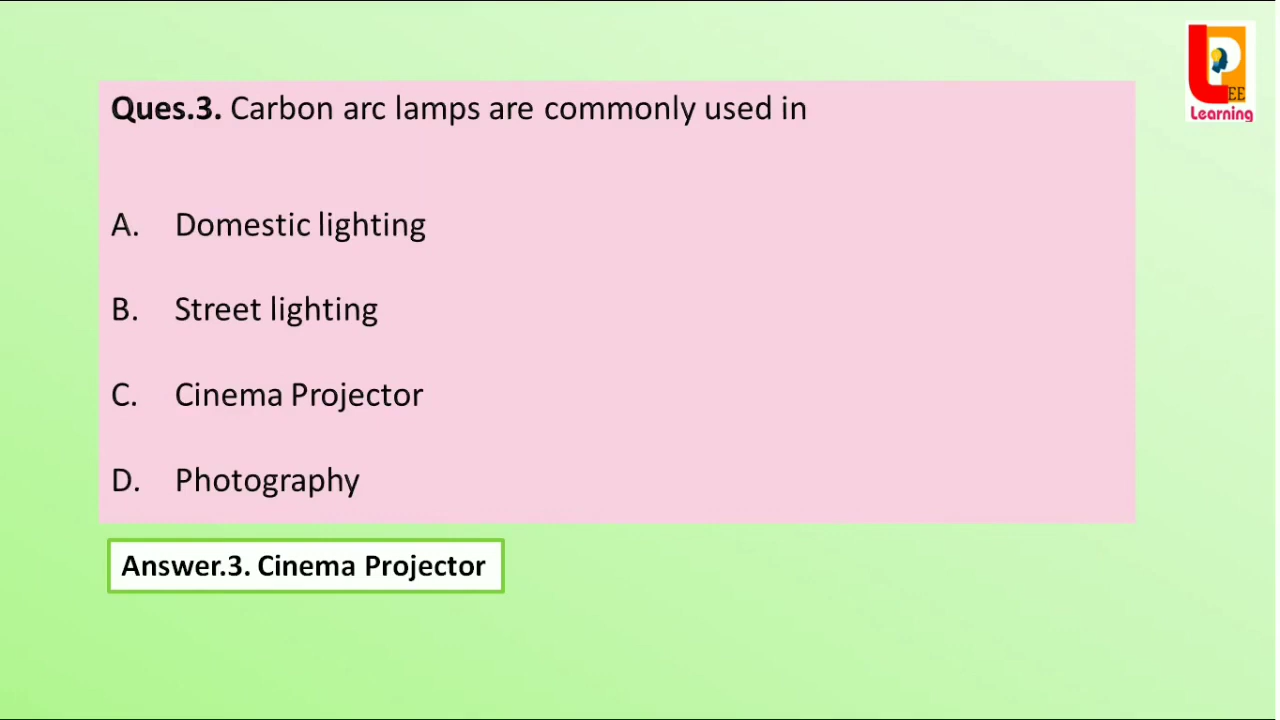 LP
EE
Learning
Ques.3. Carbon arc lamps are commonly used in
A. Domestic lighting
B. Street lighting
C. Cinema Projector
D. Photography
Answer.3. Cinema Projector